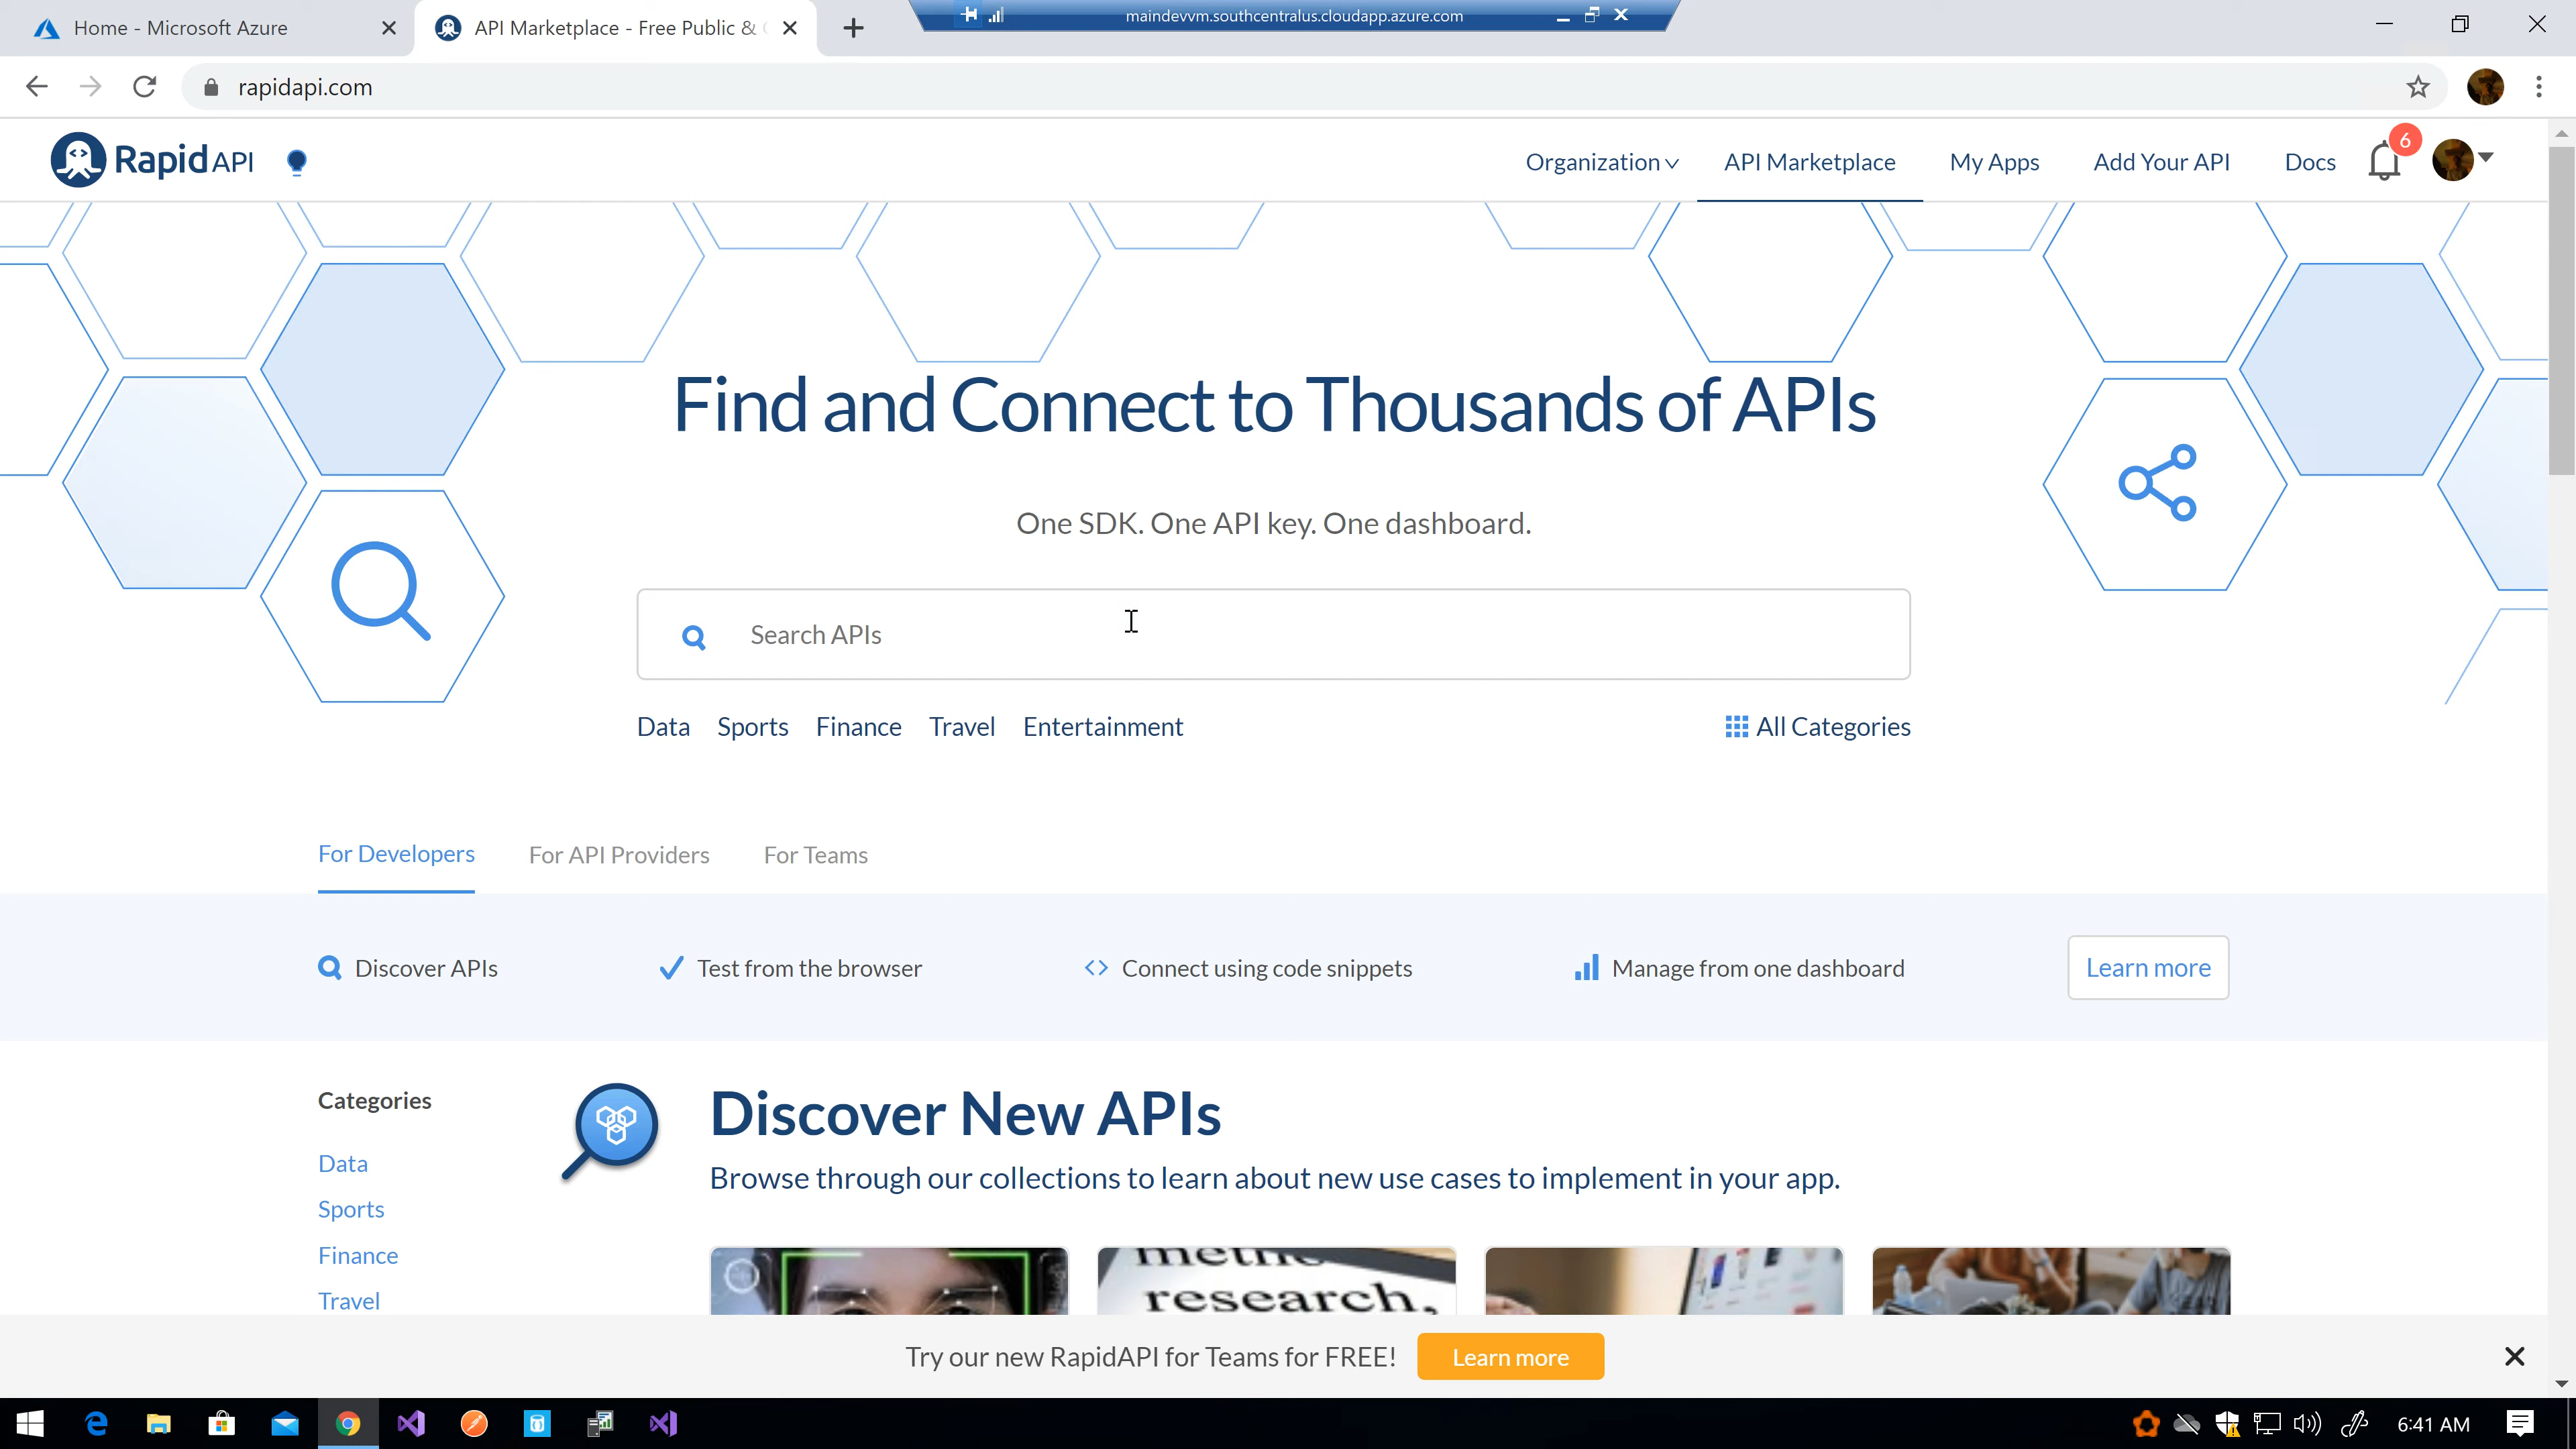 Home - Microsoft Azure
API Marketplace - Free Public &
maindevvm.southcentralus.cloudapp.azure.com
rapidapi.com
RapidAPI
Organization
API Marketplace
My Apps
Add Your API
Docs
6
Find and Connect to Thousands of APIs
One SDK. One API key. One dashboard.
Search APIs
Data Sports Finance Travel Entertainment
All Categories
For Developers
For API Providers
For Teams
Discover APIs
Test from the browser
Connect using code snippets
Manage from one dashboard
Learn more
Categories
Data
Sports
Finance
Travel
Discover New APIs
Browse through our collections to learn about new use cases to implement in your app.
research,
Try our new RapidAPI for Teams for FREE!
Learn more
6:41 AM